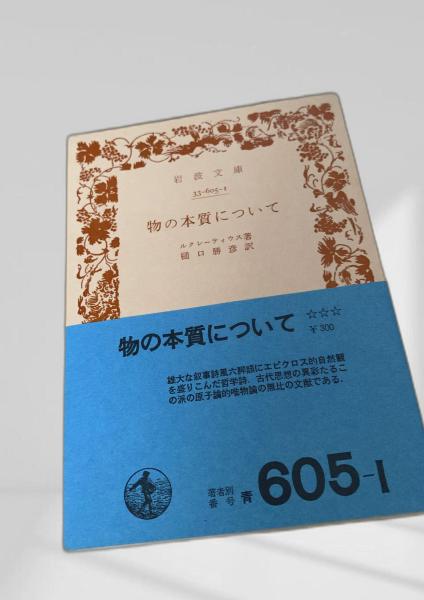 岩波文庫
33-605-1
物の本質について
ルクレーティウス著
樋口勝彦訳
物の本質について ☆☆☆
￥300
雄大な叙事詩風六脚韻にエピクロス的自然観
を盛りこんだ哲学詩．古代思想の異彩たるこ
の派の原子論的唯物論の無比の文献である．
著者別
番号 青 605-1